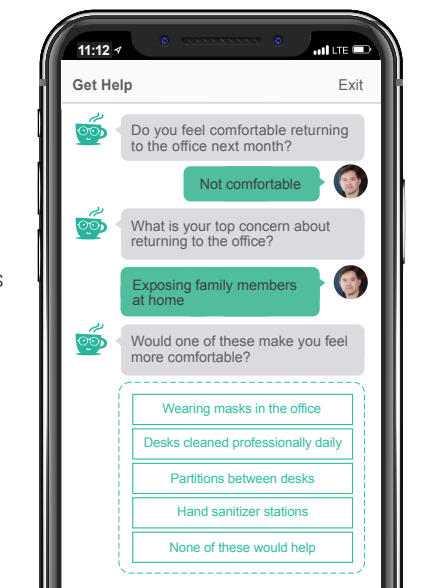 11:12 LTE
Get Help Exit
Do you feel comfortable returning
to the office next month?
Not comfortable
What is your top concern about
returning to the office?
Exposing family members
at home
Would one of these make you feel
more comfortable?
Wearing masks in the office
Desks cleaned professionally daily
Partitions between desks
Hand sanitizer stations
None of these would help
s